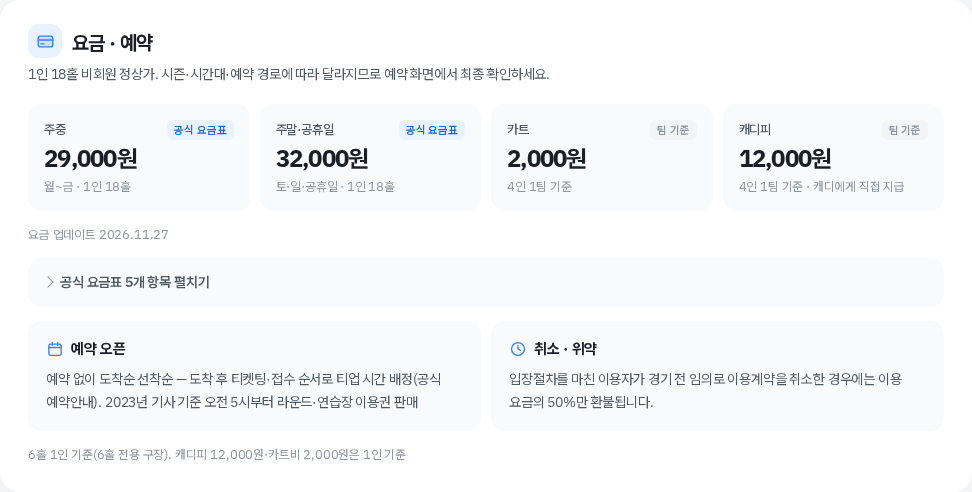 요금 · 예약
1인 18홀 비회원 정상가. 시즌·시간대·예약 경로에 따라 달라지므로 예약 화면에서 최종 확인하세요.
주중 공식 요금표
29,000원
월~금 · 1인 18홀
주말·공휴일 공식 요금표
32,000원
토·일·공휴일 · 1인 18홀
카트 팀 기준
2,000원
4인 1팀 기준
캐디피 팀 기준
12,000원
4인 1팀 기준 · 캐디에게 직접 지급
요금 업데이트 2026.11.27
공식 요금표 5개 항목 펼치기
예약 오픈
예약 없이 도착순 선착순 — 도착 후 티켓팅·접수 순서로 티업 시간 배정(공식
예약안내). 2023년 기사 기준 오전 5시부터 라운드·연습장 이용권 판매
취소 · 위약
입장절차를 마친 이용자가 경기 전 임의로 이용계약을 취소한 경우에는 이용
요금의 50%만 환불됩니다.
6홀 1인 기준(6홀 전용 구장). 캐디피 12,000원·카트비 2,000원은 1인 기준